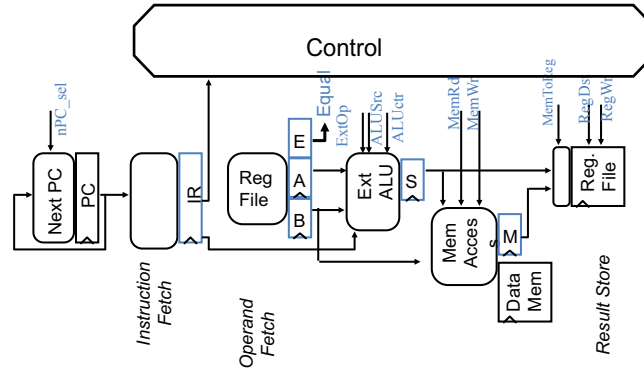 Control
nPC_sel
Equal
ExtOp
ALUSrc
ALUctr
MemRd
MemWr
MemToReg
RegDs
RegWr
Next PC
PC
IR
Reg
File
E
A
B
Ext
ALU
S
Mem
Acces
s
M
Data
Mem
Reg.
File
Instruction
Fetch
Operand
Fetch
Result Store